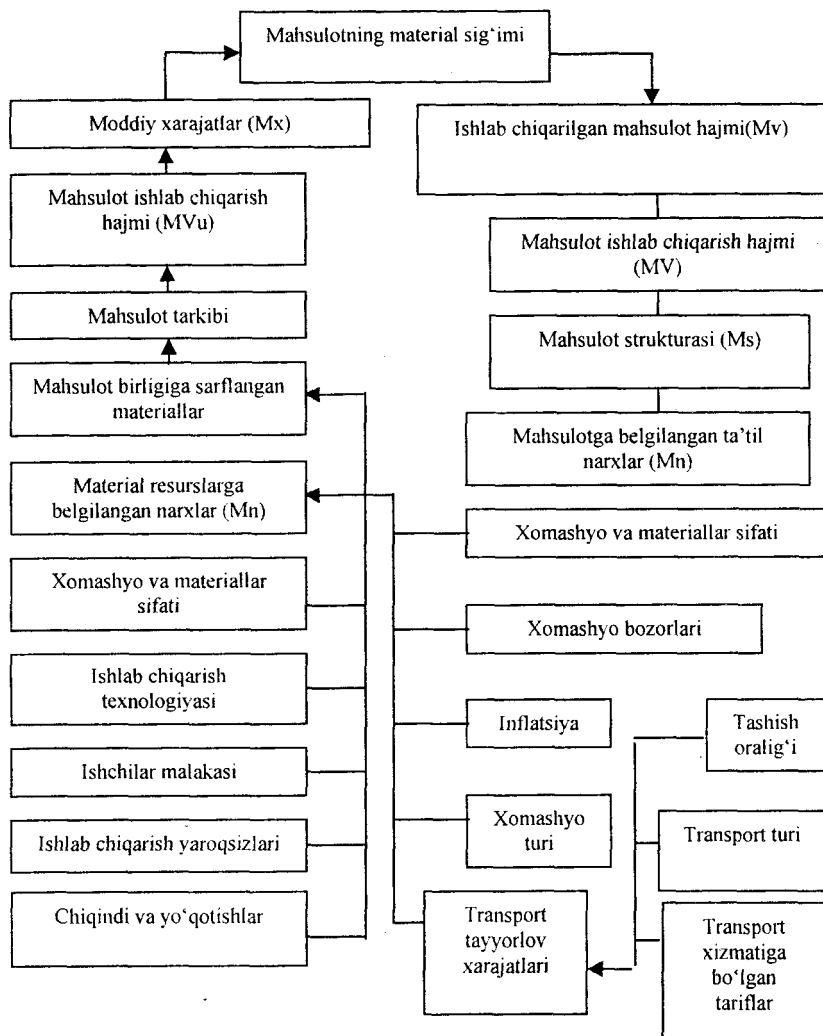 Mahsulotning material sig‘imi
Moddiy xarajatlar (Mx)
Mahsulot ishlab chiqarish
hajmi (MVu)
Mahsulot tarkibi
Mahsulot birligiga sarflangan
materiallar
Material resurslarga
belgilangan narxlar (Mn)
Xomashyo va materiallar
sifati
Ishlab chiqarish
texnologiyasi
Ishchilar malakasi
Ishlab chiqarish yaroqsizlari
Chiqindi va yo‘qotishlar
Ishlab chiqarilgan mahsulot hajmi(Mv)
Mahsulot ishlab chiqarish hajmi
(MV)
Mahsulot strukturasi (Ms)
Mahsulotga belgilangan ta’til
narxlar (Mn)
Xomashyo va materiallar sifati
Xomashyo bozorlari
Inflatsiya
Xomashyo
turi
Transport
tayyorlov
xarajatlari
Tashish
oralig‘i
Transport turi
Transport
xizmatiga
bo‘lgan
tariflar